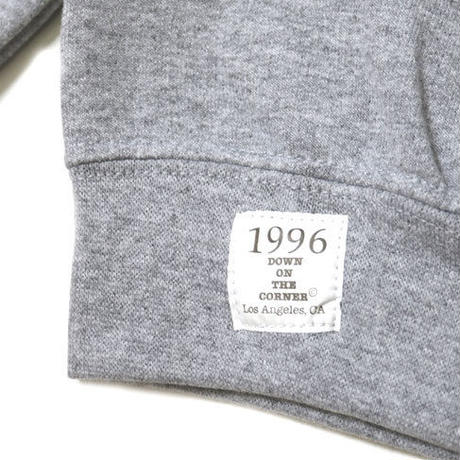 1996
DOWN
ON
THE
CORNER©
Los Angeles, CA